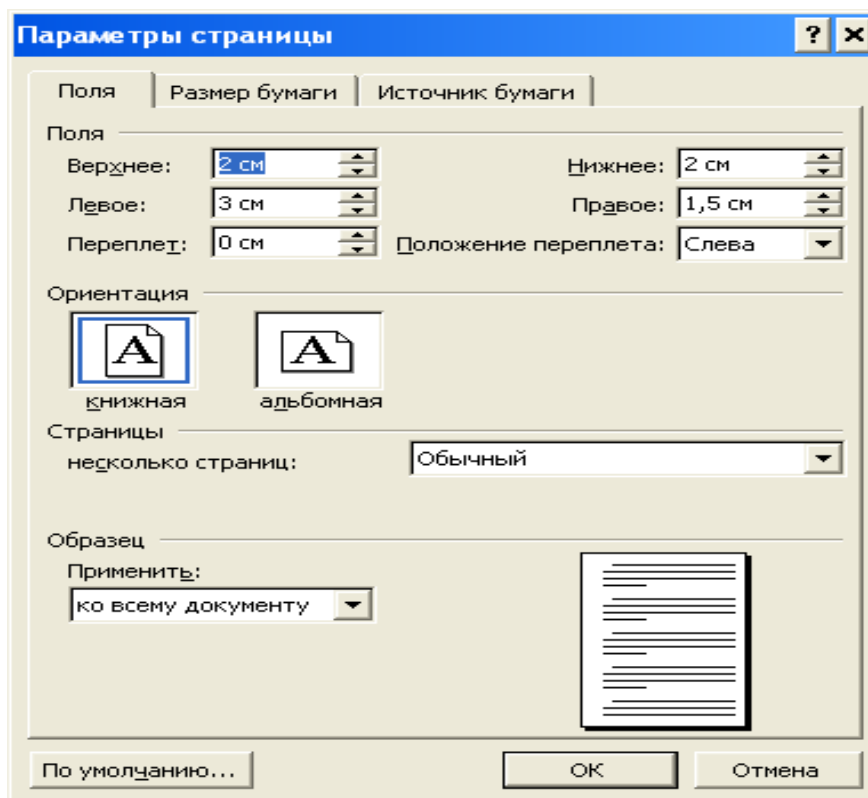 Параметры страницы
Поля Размер бумаги Источник бумаги
Поля
Верхнее: 2 см Нижнее: 2 см
Левое: 3 см Правое: 1,5 см
Переплет: 0 см Положение переплета: Слева
Ориентация
А А
книжная альбомная
Страницы
несколько страниц: Обычный
Образец
Применить:
ко всему документу
По умолчанию... ОК Отмена